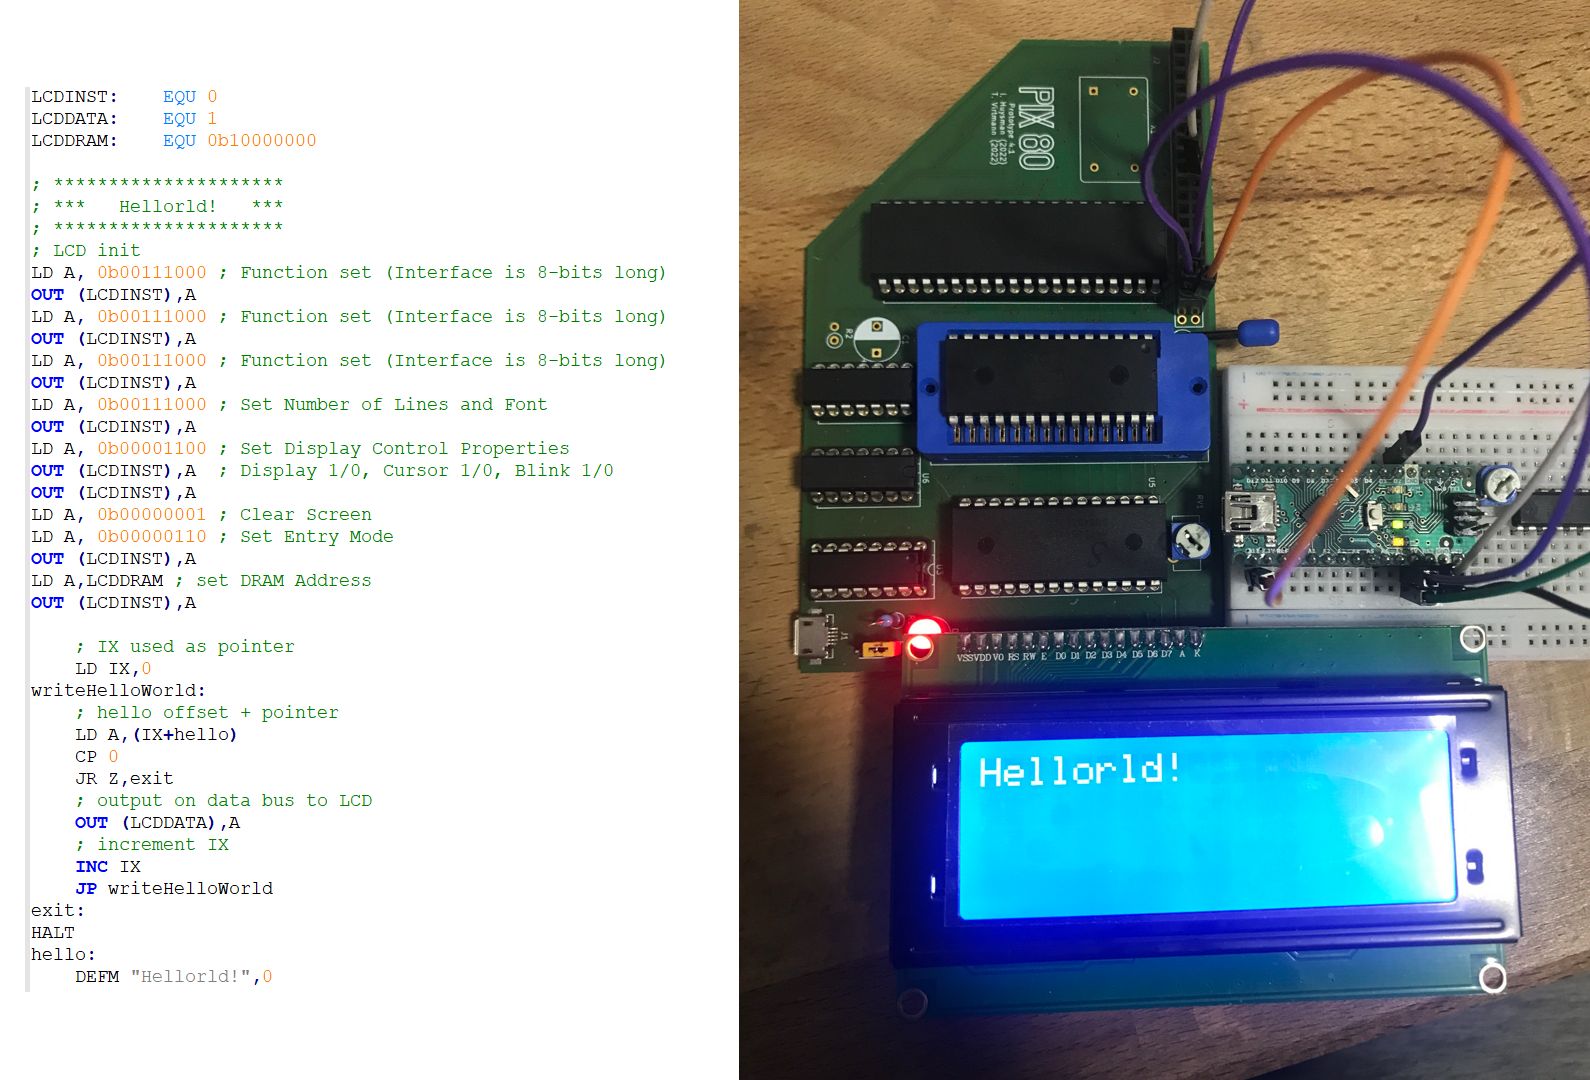 LCDINST:    EQU 0
LCDDATA:    EQU 1
LCDDRAM:    EQU 0b10000000
; *********************
; ***   Hellorld!   ***
; *********************
; LCD init
LD A, 0b00111000 ; Function set (Interface is 8-bits long)
OUT (LCDINST),A
LD A, 0b00111000 ; Function set (Interface is 8-bits long)
OUT (LCDINST),A
LD A, 0b00111000 ; Function set (Interface is 8-bits long)
OUT (LCDINST),A
LD A, 0b00111000 ; Set Number of Lines and Font
OUT (LCDINST),A
LD A, 0b00001100 ; Set Display Control Properties
OUT (LCDINST),A  ; Display 1/0, Cursor 1/0, Blink 1/0
OUT (LCDINST),A
LD A, 0b00000001 ; Clear Screen
LD A, 0b00000110 ; Set Entry Mode
OUT (LCDINST),A
LD A,LCDDRAM ; set DRAM Address
OUT (LCDINST),A
    ; IX used as pointer
    LD IX,0
writeHelloWorld:
    ; hello offset + pointer
    LD A,(IX+hello)
    CP 0
    JR Z,exit
    ; output on data bus to LCD
    OUT (LCDDATA),A
    ; increment IX
    INC IX
    JP writeHelloWorld
exit:
HALT
hello:
    DEFM "Hellorld!",0
PIX 80
Prototype 4.1
I. Huysman (2022)
T. Virtmann (2022)
R2
C1
U6
U5
RV1
J1
VSS VDD VO RS RW E D0 D1 D2 D3 D4 D5 D6 D7 A K
Hellorld!